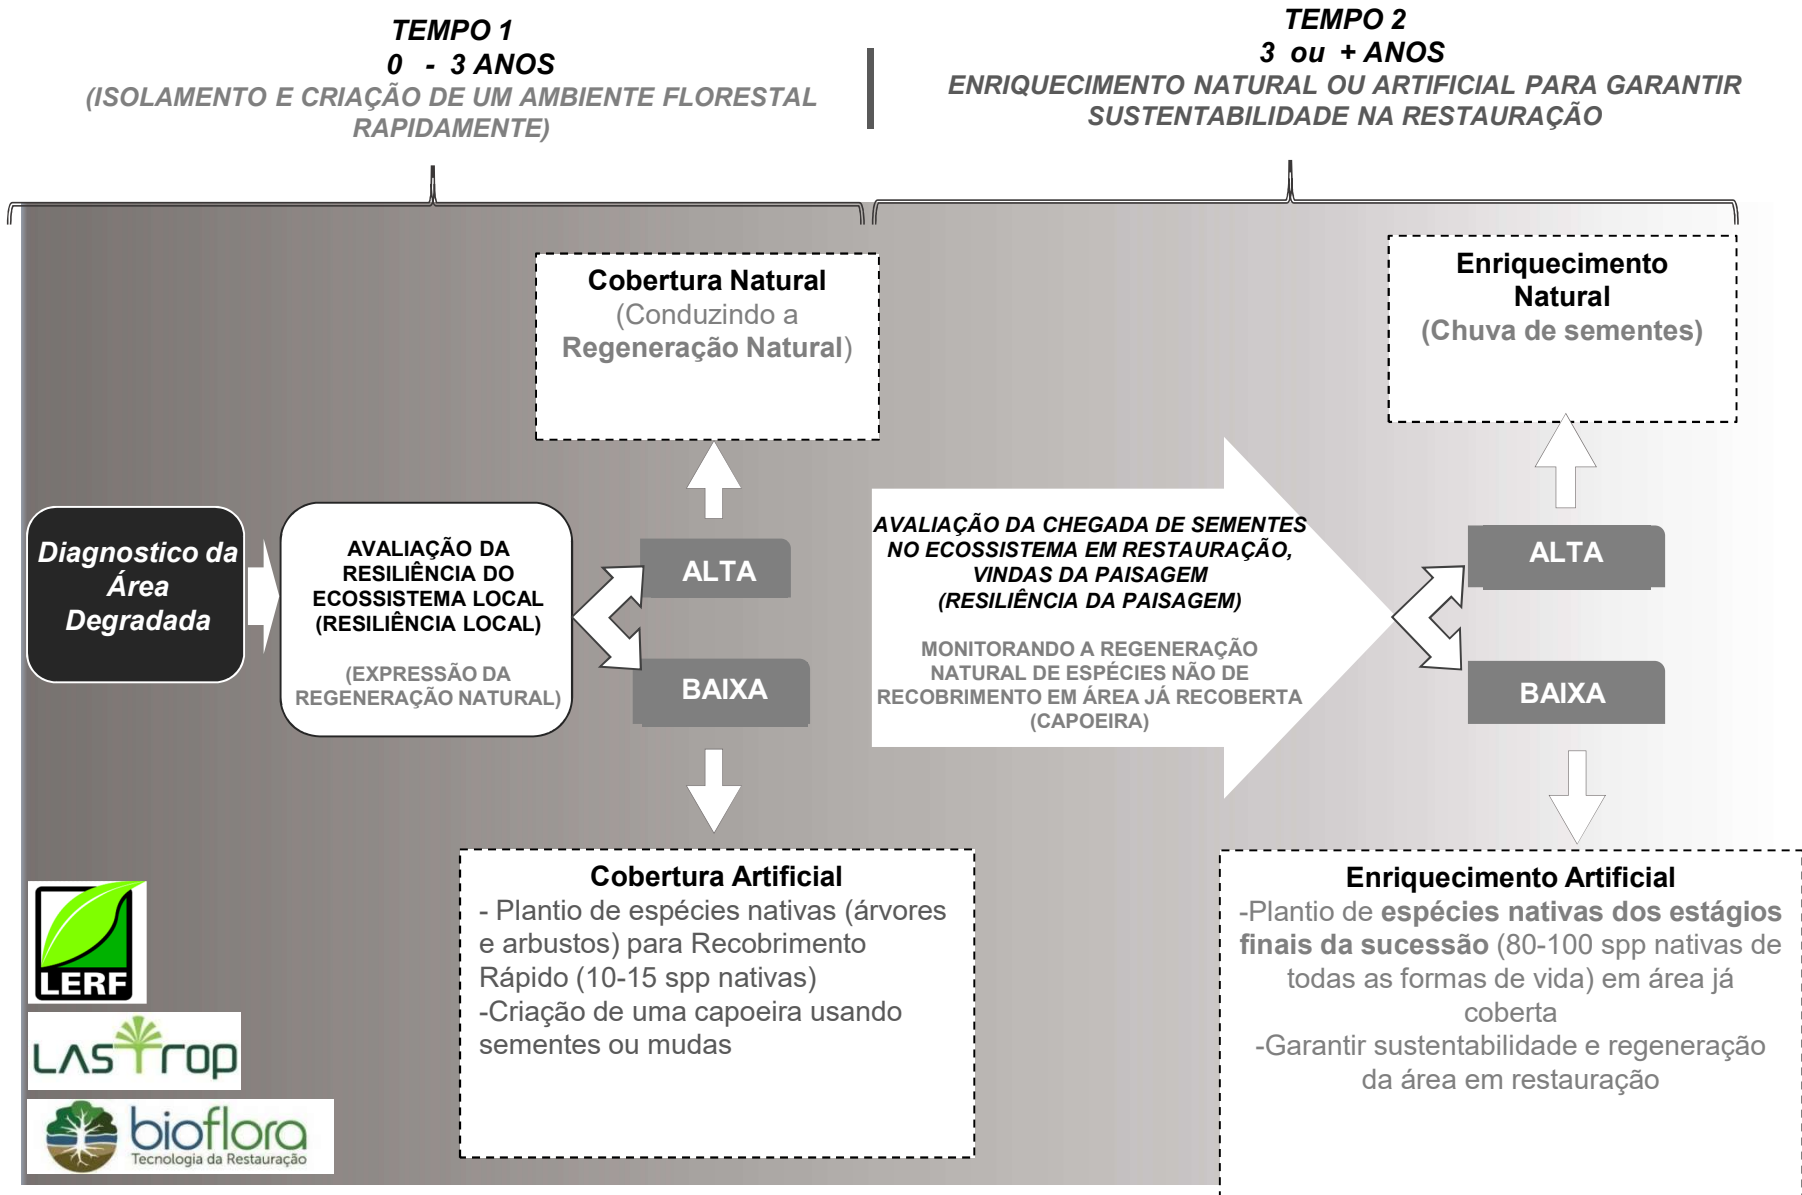 TEMPO 1
0 - 3 ANOS
(ISOLAMENTO E CRIAÇÃO DE UM AMBIENTE FLORESTAL
RAPIDAMENTE)
TEMPO 2
3 ou + ANOS
ENRIQUECIMENTO NATURAL OU ARTIFICIAL PARA GARANTIR
SUSTENTABILIDADE NA RESTAURAÇÃO
Cobertura Natural
(Conduzindo a
Regeneração Natural)
Enriquecimento
Natural
(Chuva de sementes)
Diagnostico da
Área
Degradada
AVALIAÇÃO DA
RESILIÊNCIA DO
ECOSSISTEMA LOCAL
(RESILIÊNCIA LOCAL)
(EXPRESSÃO DA
REGENERAÇÃO NATURAL)
ALTA
BAIXA
AVALIAÇÃO DA CHEGADA DE SEMENTES
NO ECOSSISTEMA EM RESTAURAÇÃO,
VINDAS DA PAISAGEM
(RESILIÊNCIA DA PAISAGEM)
MONITORANDO A REGENERAÇÃO
NATURAL DE ESPÉCIES NÃO DE
RECOBRIMENTO EM ÁREA JÁ RECOBERTA
(CAPOEIRA)
ALTA
BAIXA
Cobertura Artificial
- Plantio de espécies nativas (árvores
e arbustos) para Recobrimento
Rápido (10-15 spp nativas)
-Criação de uma capoeira usando
sementes ou mudas
Enriquecimento Artificial
-Plantio de espécies nativas dos estágios
finais da sucessão (80-100 spp nativas de
todas as formas de vida) em área já
coberta
-Garantir sustentabilidade e regeneração
da área em restauração
LERF
LASTrop
bioflora
Tecnologia da Restauração